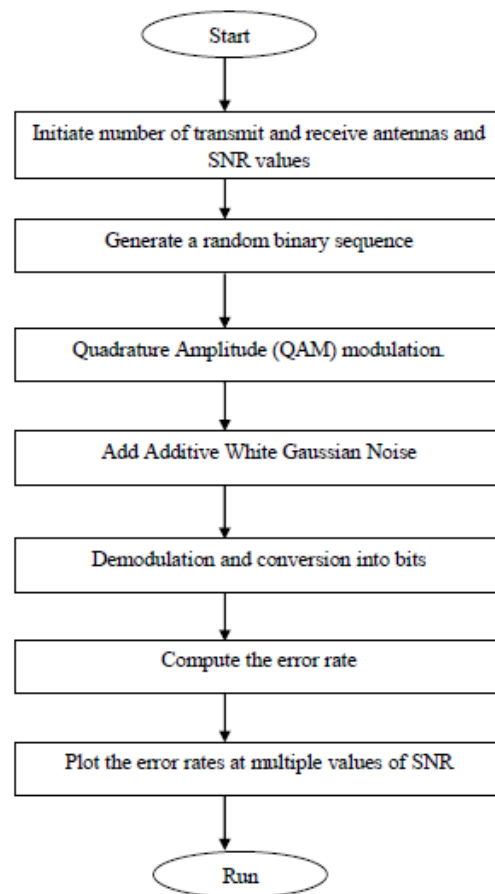 Start
Initiate number of transmit and receive antennas and
SNR values
Generate a random binary sequence
Quadrature Amplitude (QAM) modulation.
Add Additive White Gaussian Noise
Demodulation and conversion into bits
Compute the error rate
Plot the error rates at multiple values of SNR
Run